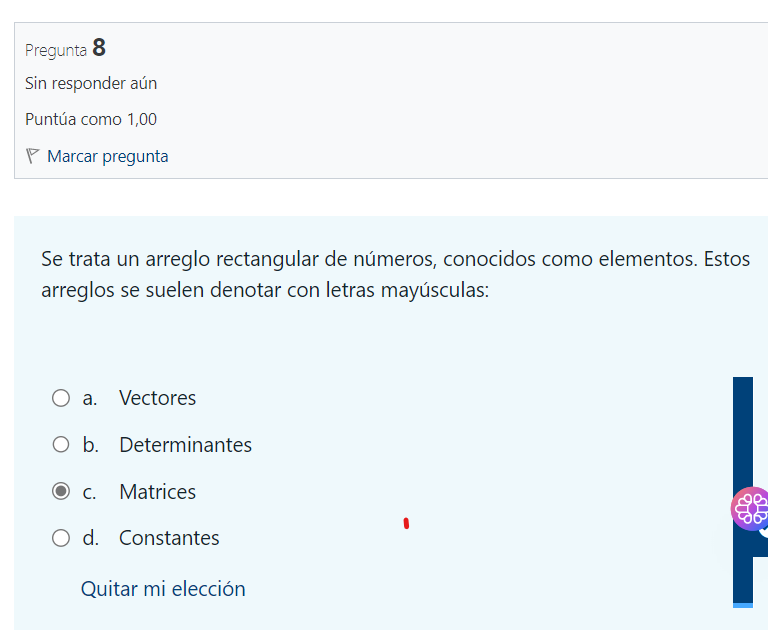 Pregunta 8
Sin responder aún
Puntúa como 1,00
Marcar pregunta
Se trata un arreglo rectangular de números, conocidos como elementos. Estos
arreglos se suelen denotar con letras mayúsculas:
a. Vectores
b. Determinantes
c. Matrices
d. Constantes
Quitar mi elección